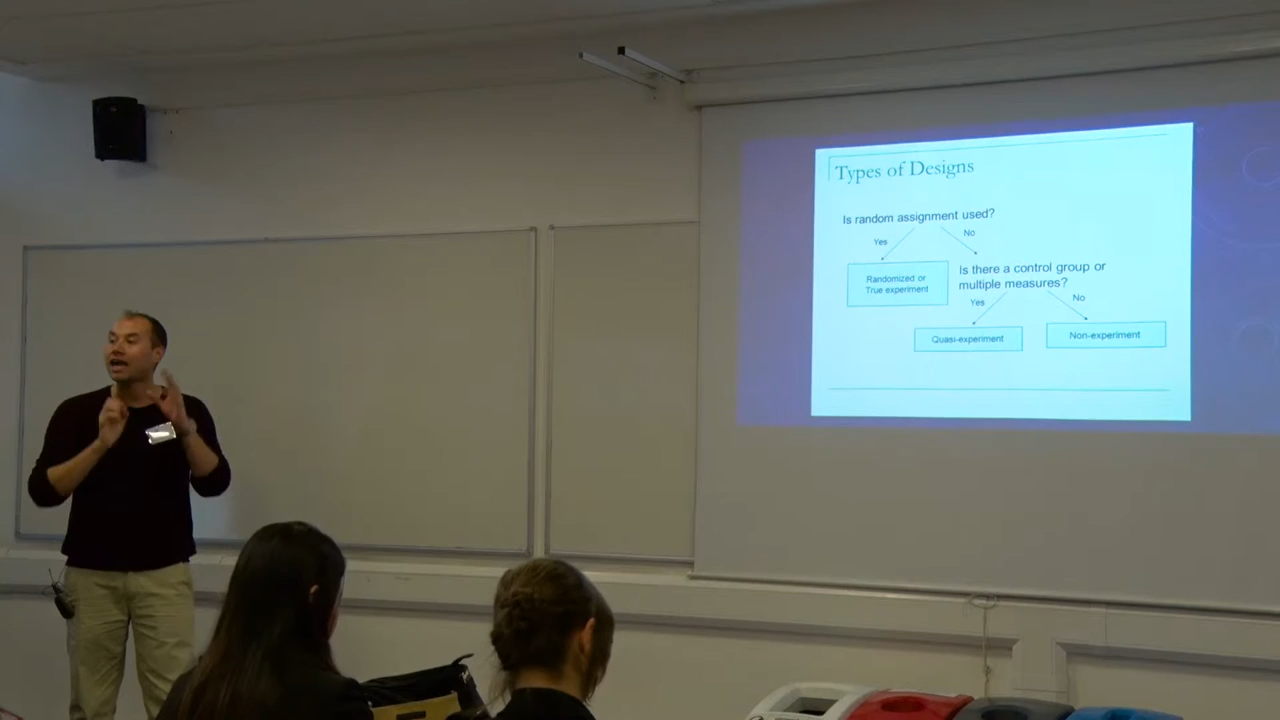 Types of Designs
Is random assignment used?
Yes
No
Randomized or
True experiment
Is there a control group or
multiple measures?
Yes
No
Quasi-experiment
Non-experiment